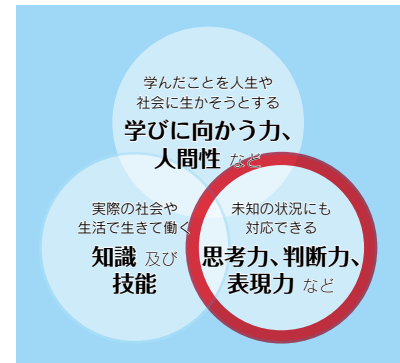 学んだことを人生や
社会に生かそうとする
学びに向かう力、
人間性 など
実際の社会や
生活で生きて働く
知識 及び
技能
未知の状況にも
対応できる
思考力、判断力、
表現力 など